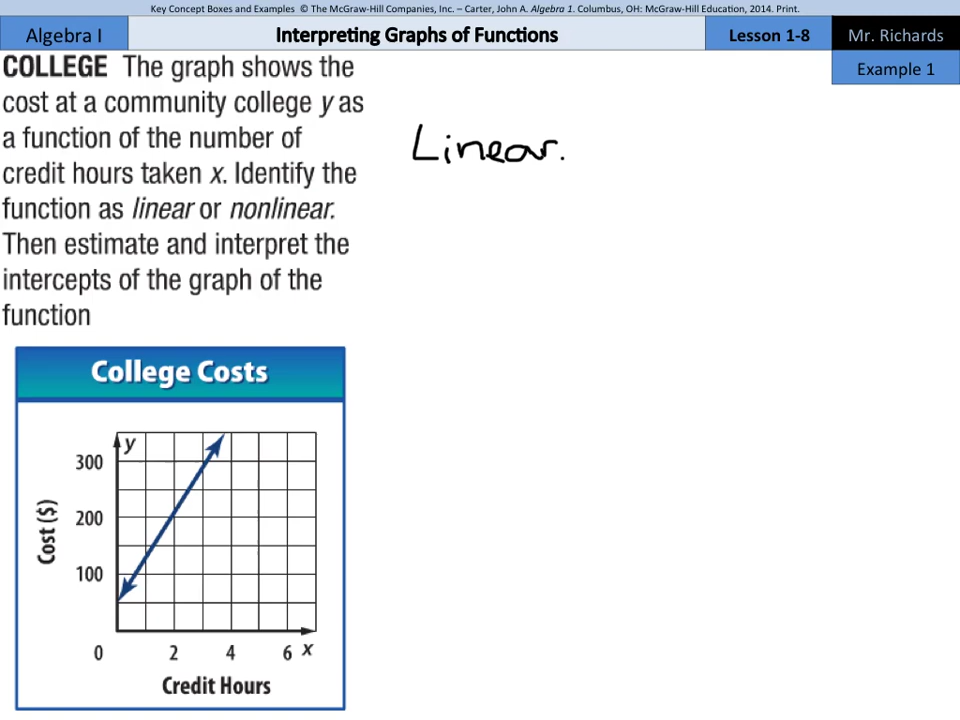 Key Concept Boxes and Examples © The McGraw-Hill Companies, Inc. – Carter, John A. Algebra 1. Columbus, OH: McGraw-Hill Education, 2014. Print.
Algebra I
Interpreting Graphs of Functions
Lesson 1-8
Mr. Richards
Example 1
COLLEGE The graph shows the
cost at a community college y as
a function of the number of
credit hours taken x. Identify the
function as linear or nonlinear.
Then estimate and interpret the
intercepts of the graph of the
function
Linear.
College Costs
y
300
200
100
Cost ($)
0 2 4 6 x
Credit Hours